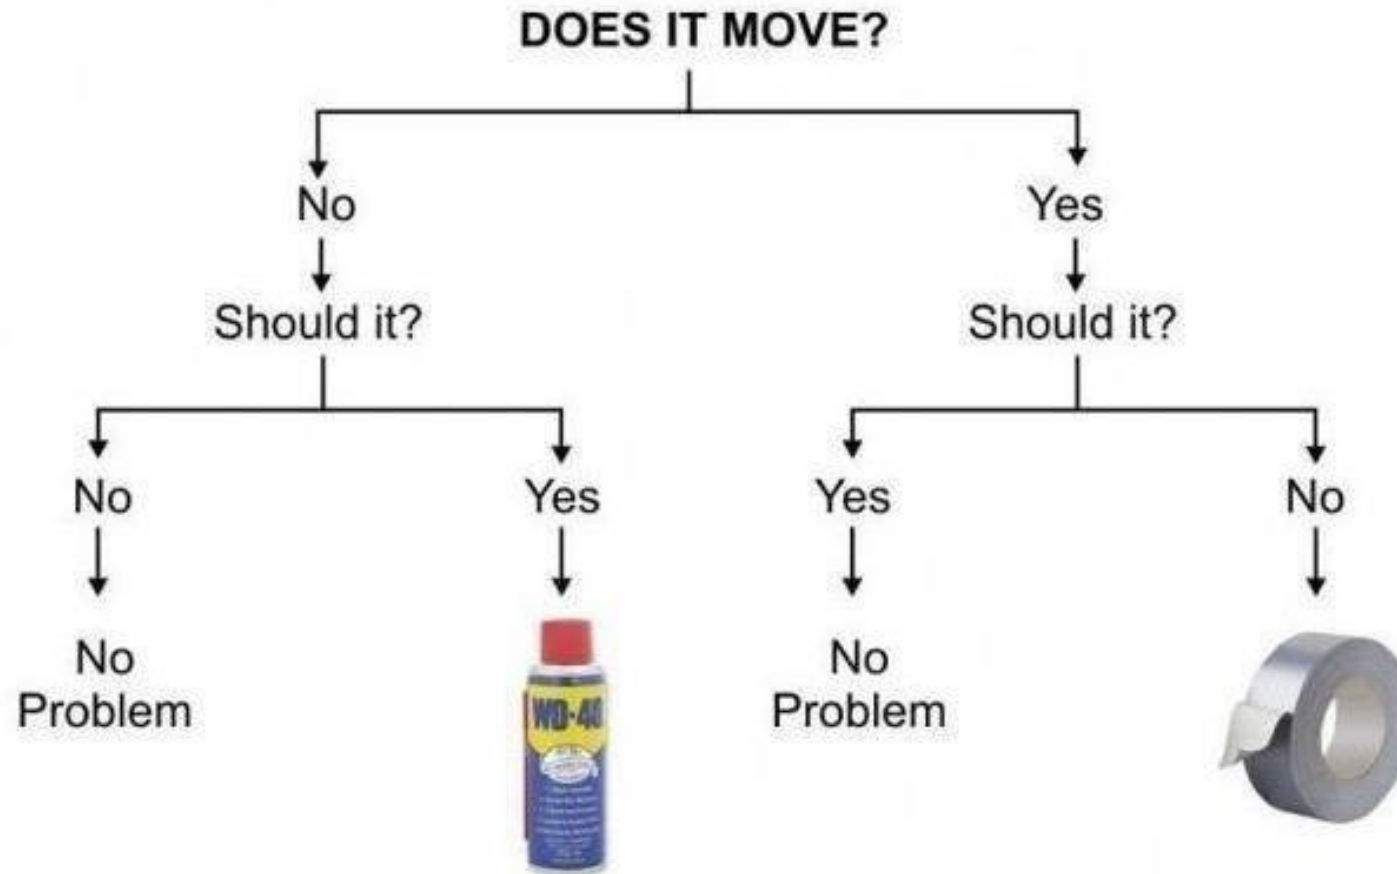 DOES IT MOVE?
No
Yes
Should it?
Should it?
No
Yes
Yes
No
No
Problem
No
Problem
WD-40